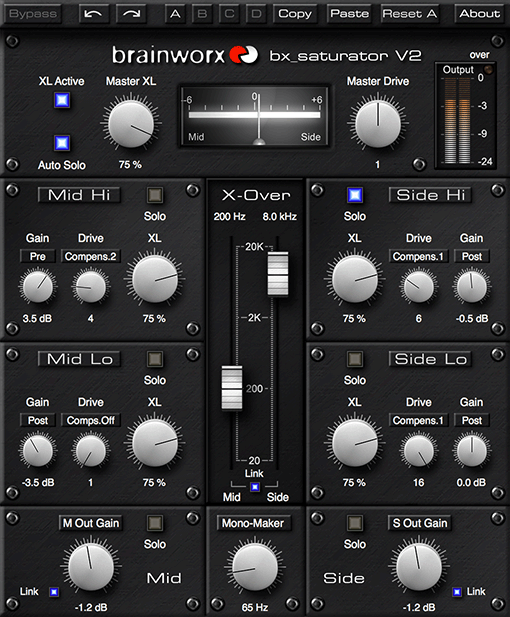 Bypass A B C D Copy Paste Reset A About
brainworx bx_saturator V2 over
XL Active Master XL Master Drive Output
-6 0 +6 0
-3
Mid Side -9
Auto Solo 75 % 1 -24
Mid Hi X-Over Side Hi
Solo 200 Hz 8.0 kHz Solo
Gain Drive XL XL Drive Gain
Pre Compens.2 20K Compens.1 Post
3.5 dB 4 75 % 2K 75 % 6 -0.5 dB
Mid Lo Side Lo
Solo Solo
Gain Drive XL 200 XL Drive Gain
Post Comps.Off Compens.1 Post
20
-3.5 dB 1 75 % Link 75 % 16 0.0 dB
Mid Side
M Out Gain Mono-Maker S Out Gain
Solo Solo
Mid Side
Link Link
-1.2 dB 65 Hz -1.2 dB